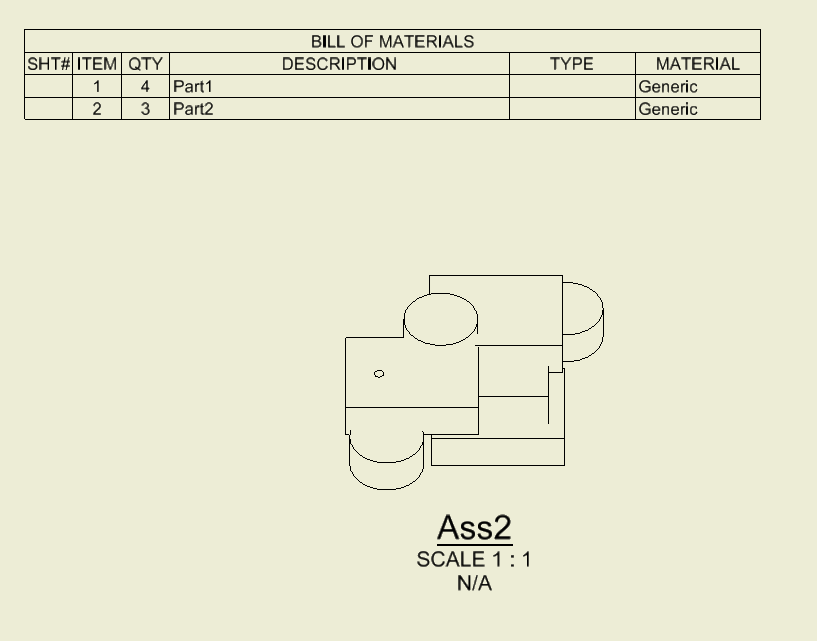 BILL OF MATERIALS
SHT# ITEM QTY DESCRIPTION TYPE MATERIAL
1 4 Part1 Generic
2 3 Part2 Generic
Ass2
SCALE 1 : 1
N/A